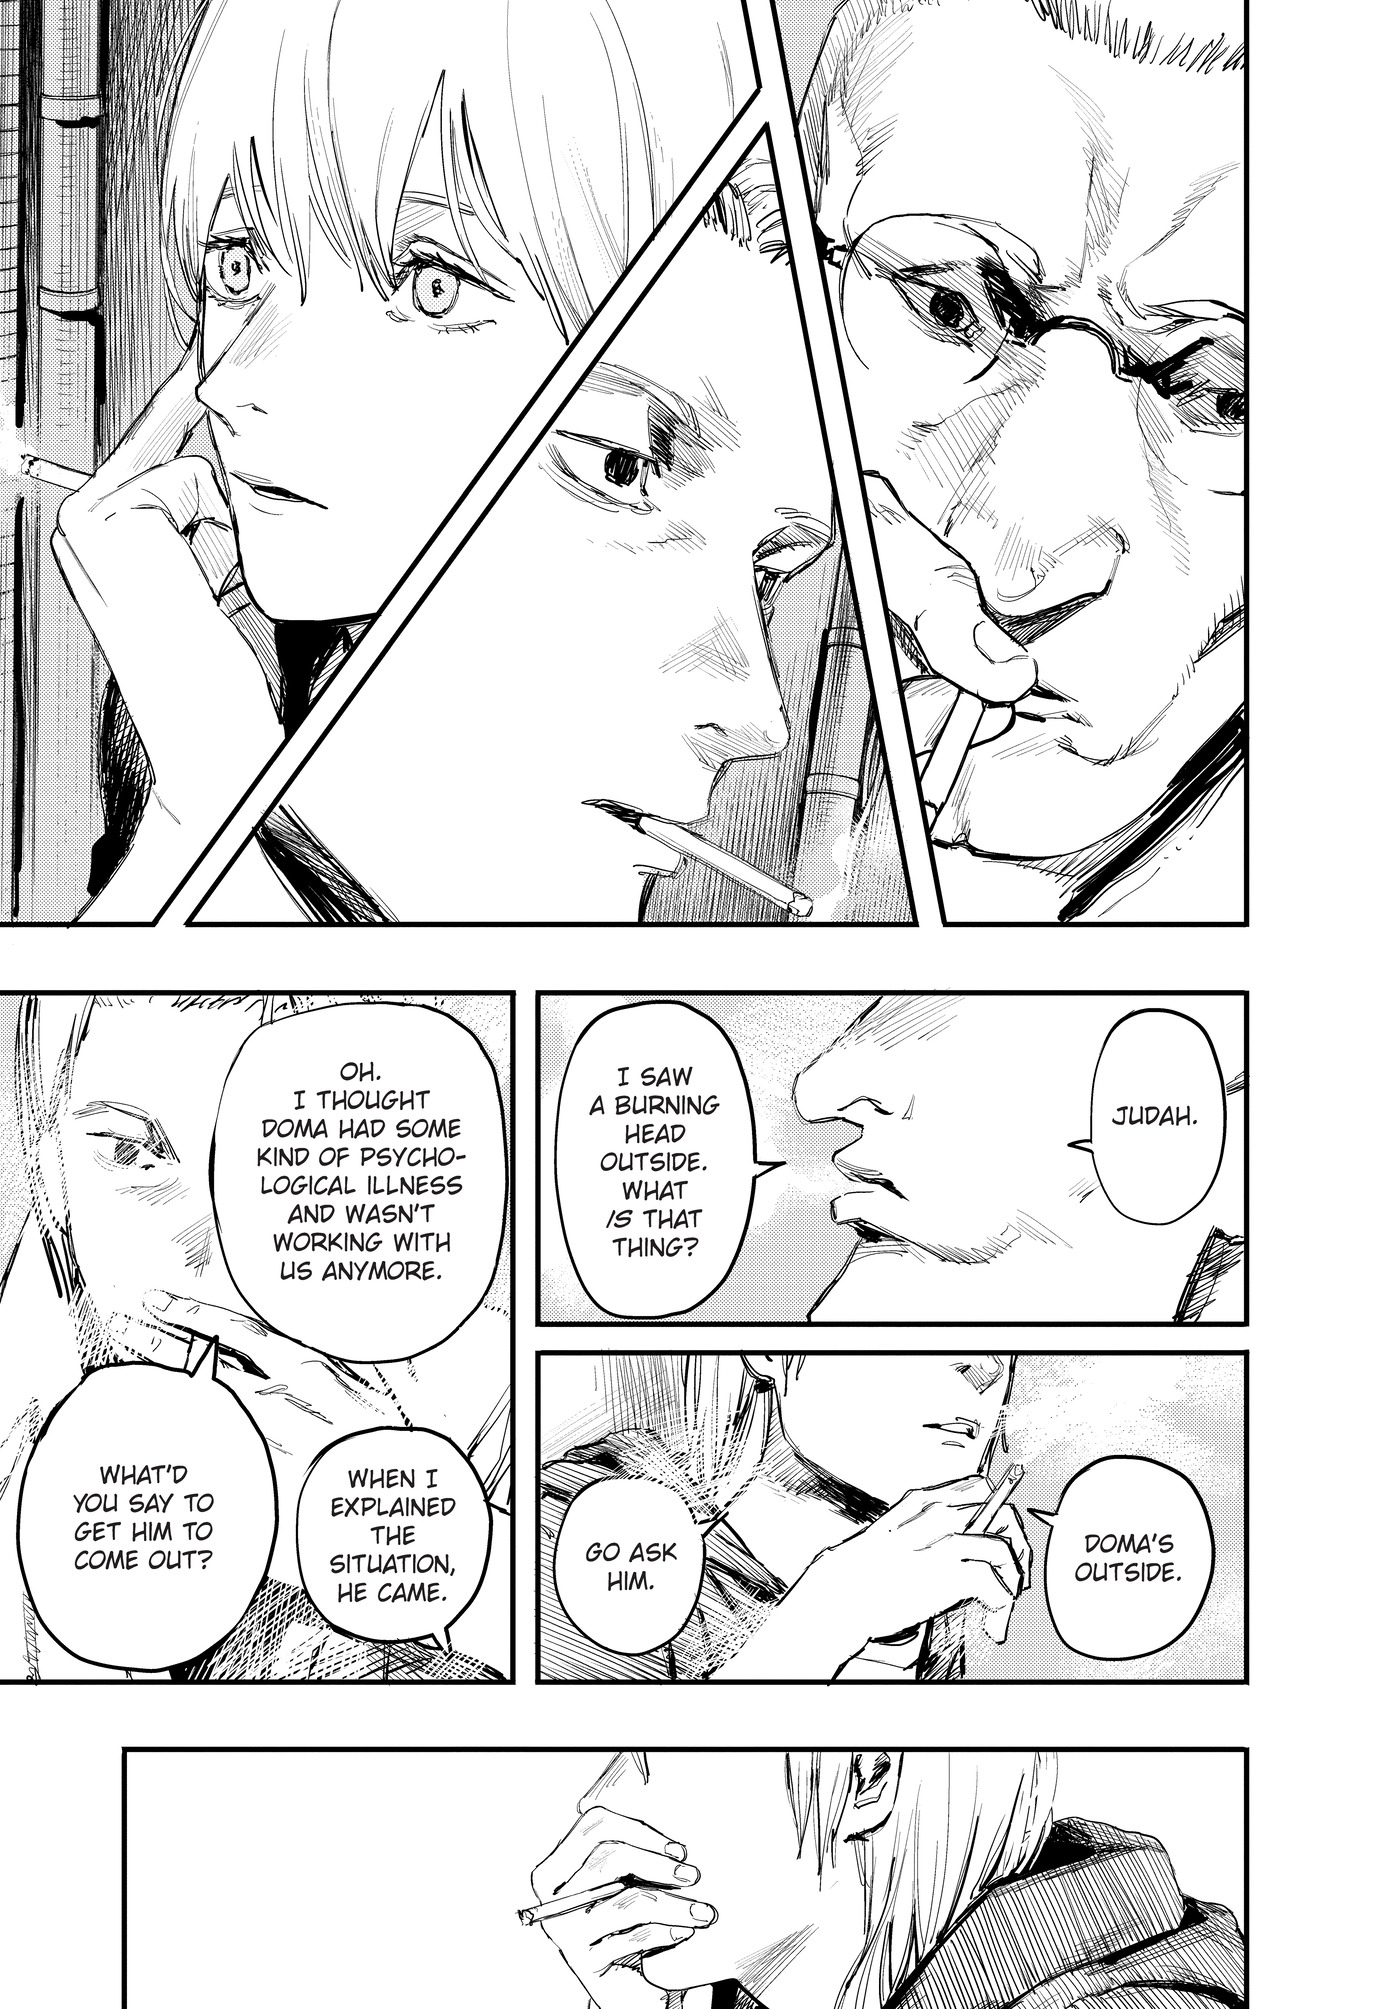 JUDAH.
I SAW
A BURNING
HEAD
OUTSIDE.
WHAT
IS THAT
THING?
DOMA'S
OUTSIDE.
GO ASK
HIM.
OH.
I THOUGHT
DOMA HAD SOME
KIND OF PSYCHO-
LOGICAL ILLNESS
AND WASN'T
WORKING WITH
US ANYMORE.
WHAT'D
YOU SAY TO
GET HIM TO
COME OUT?
WHEN I
EXPLAINED
THE
SITUATION,
HE CAME.